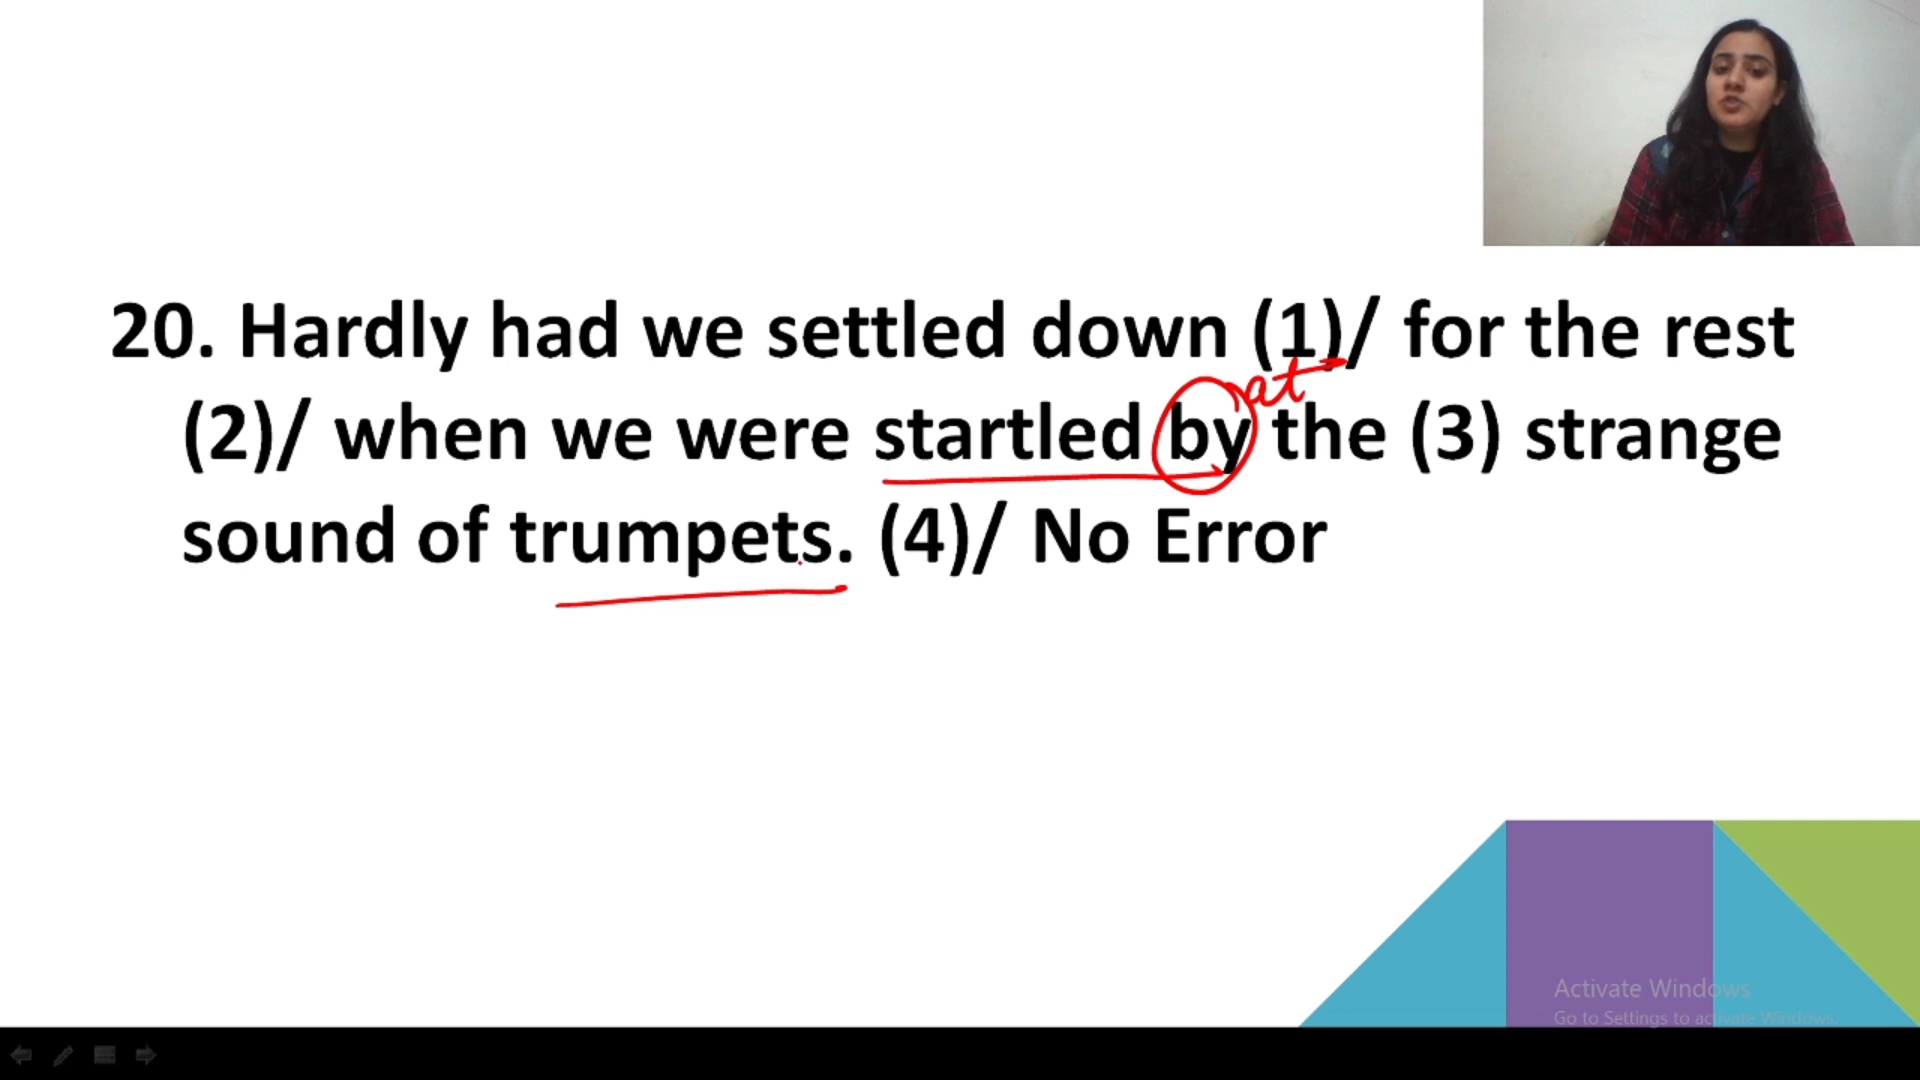 20. Hardly had we settled down (1)/ for the rest
at
(2)/ when we were startled by the (3) strange
sound of trumpets. (4)/ No Error
Activate Windows
Go to Settings to activate Windows.